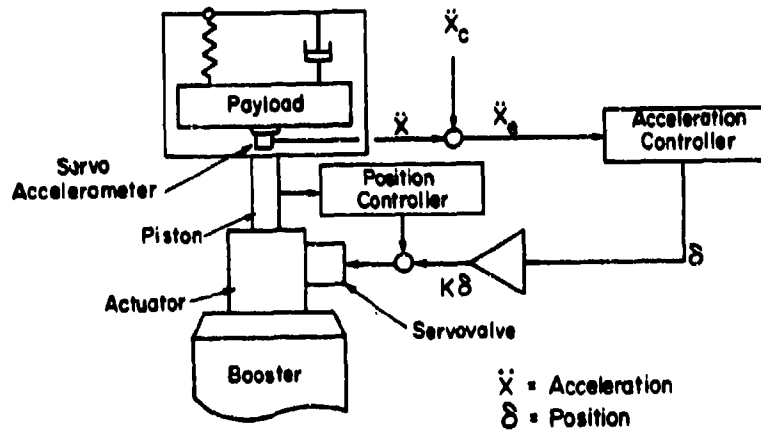 Ẍc
Payload
Ẍ
Ẍe
Acceleration
Controller
Servo
Accelerometer
Position
Controller
Piston
δ
Kδ
Actuator
Servovalve
Booster
Ẍ = Acceleration
δ = Position